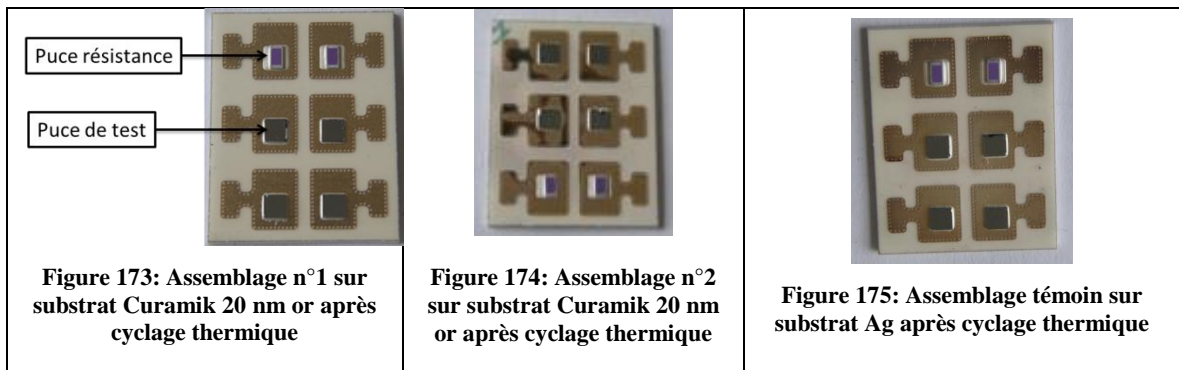 Puce résistance
Puce de test
Figure 173: Assemblage n°1 sur
substrat Curamik 20 nm or après
cyclage thermique
Figure 174: Assemblage n°2
sur substrat Curamik 20 nm
or après cyclage thermique
Figure 175: Assemblage témoin sur
substrat Ag après cyclage thermique